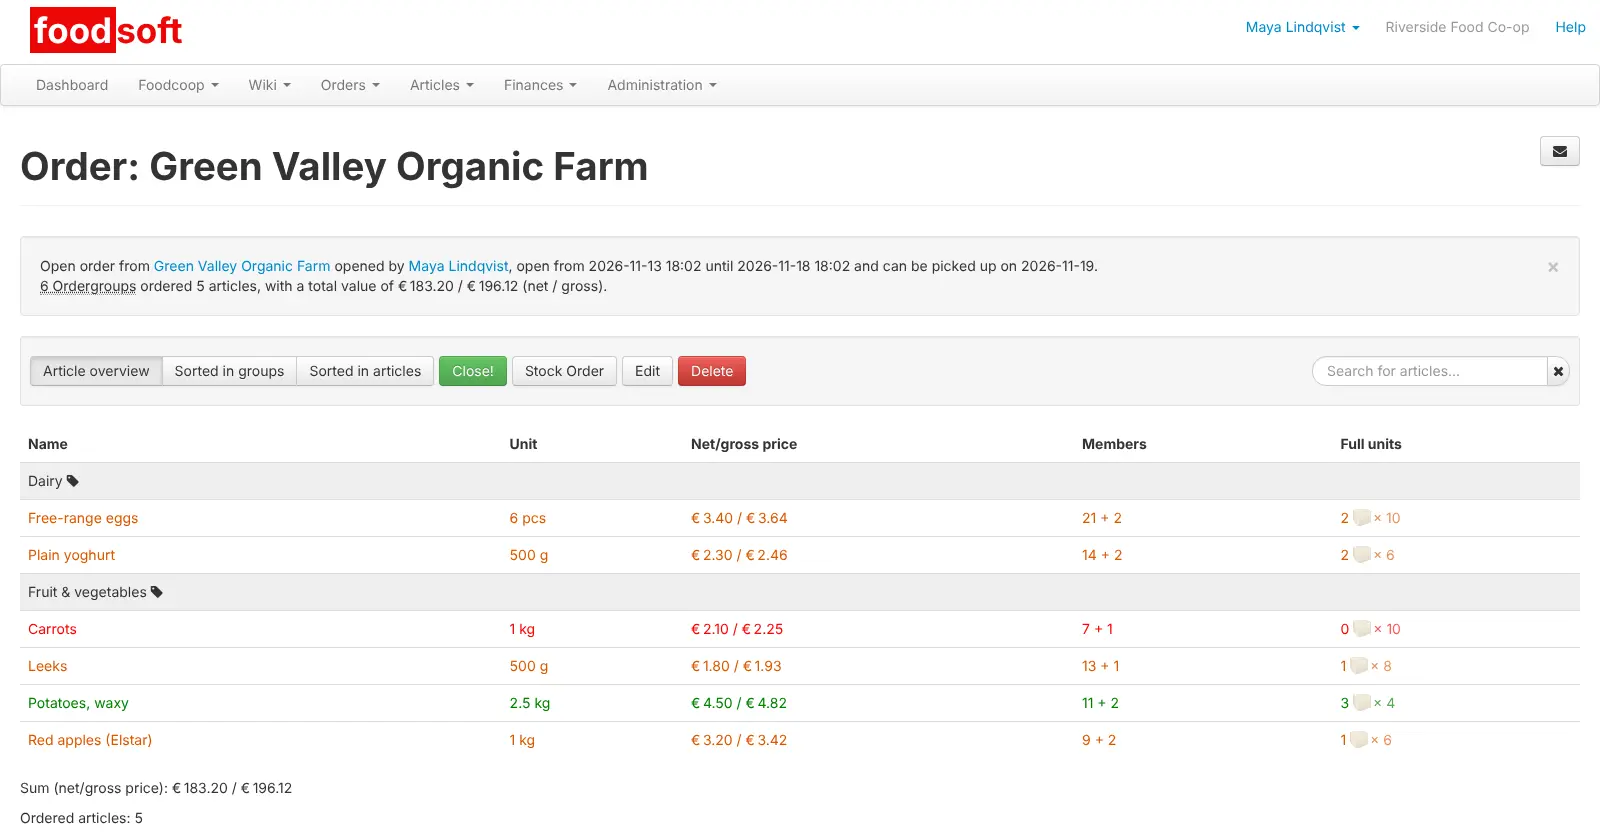 foodsoft
Maya Lindqvist Riverside Food Co-op Help
Dashboard Foodcoop Wiki Orders Articles Finances Administration
Order: Green Valley Organic Farm
Open order from Green Valley Organic Farm opened by Maya Lindqvist, open from 2026-11-13 18:02 until 2026-11-18 18:02 and can be picked up on 2026-11-19.
6 Ordergroups ordered 5 articles, with a total value of € 183.20 / € 196.12 (net / gross).
×
Article overview Sorted in groups Sorted in articles Close! Stock Order Edit Delete Search for articles...
Name Unit Net/gross price Members Full units
Dairy
Free-range eggs 6 pcs € 3.40 / € 3.64 21 + 2 2 × 10
Plain yoghurt 500 g € 2.30 / € 2.46 14 + 2 2 × 6
Fruit & vegetables
Carrots 1 kg € 2.10 / € 2.25 7 + 1 0 × 10
Leeks 500 g € 1.80 / € 1.93 13 + 1 1 × 8
Potatoes, waxy 2.5 kg € 4.50 / € 4.82 11 + 2 3 × 4
Red apples (Elstar) 1 kg € 3.20 / € 3.42 9 + 2 1 × 6
Sum (net/gross price): € 183.20 / € 196.12
Ordered articles: 5